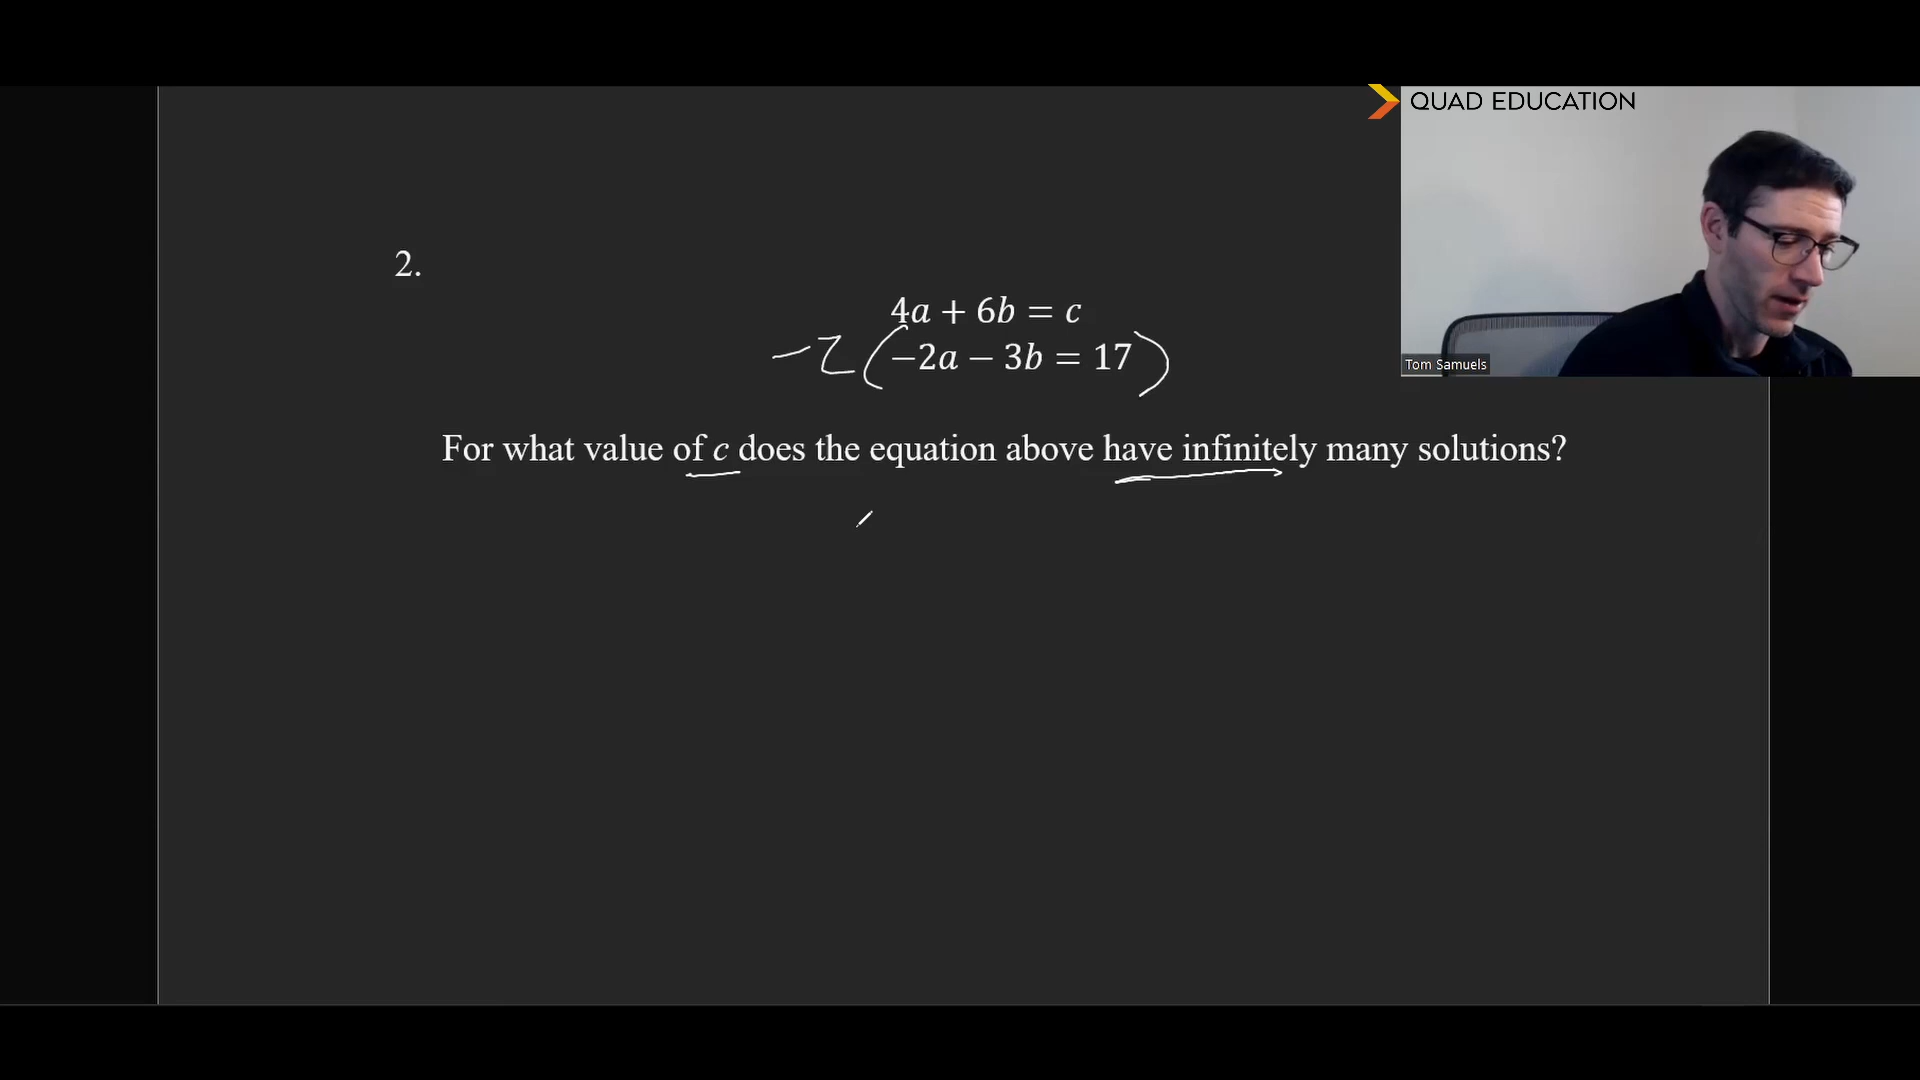 QUAD EDUCATION
2.
4a + 6b = c
-2(−2a − 3b = 17)
For what value of c does the equation above have infinitely many solutions?
Tom Samuels